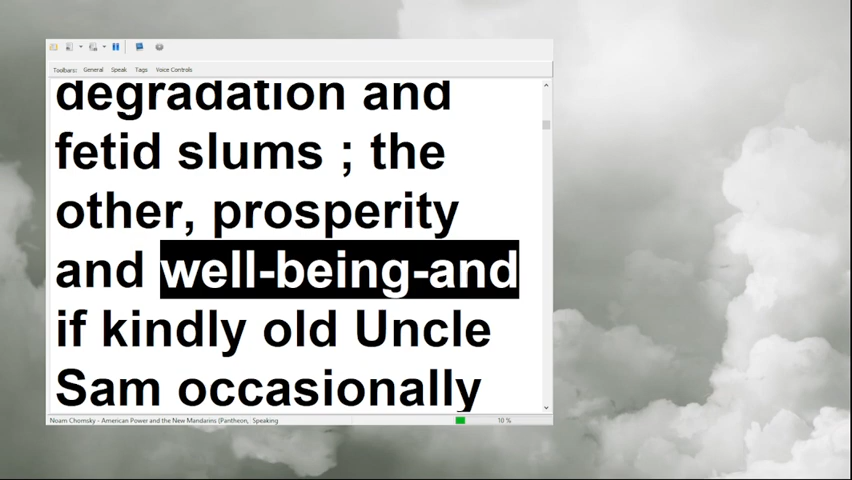 Toolbars: General Speak Tags Voice Controls
degradation and
fetid slums ; the
other, prosperity
and well-being-and
if kindly old Uncle
Sam occasionally
Noam Chomsky - American Power and the New Mandarins (Pantheon, Speaking 10 %